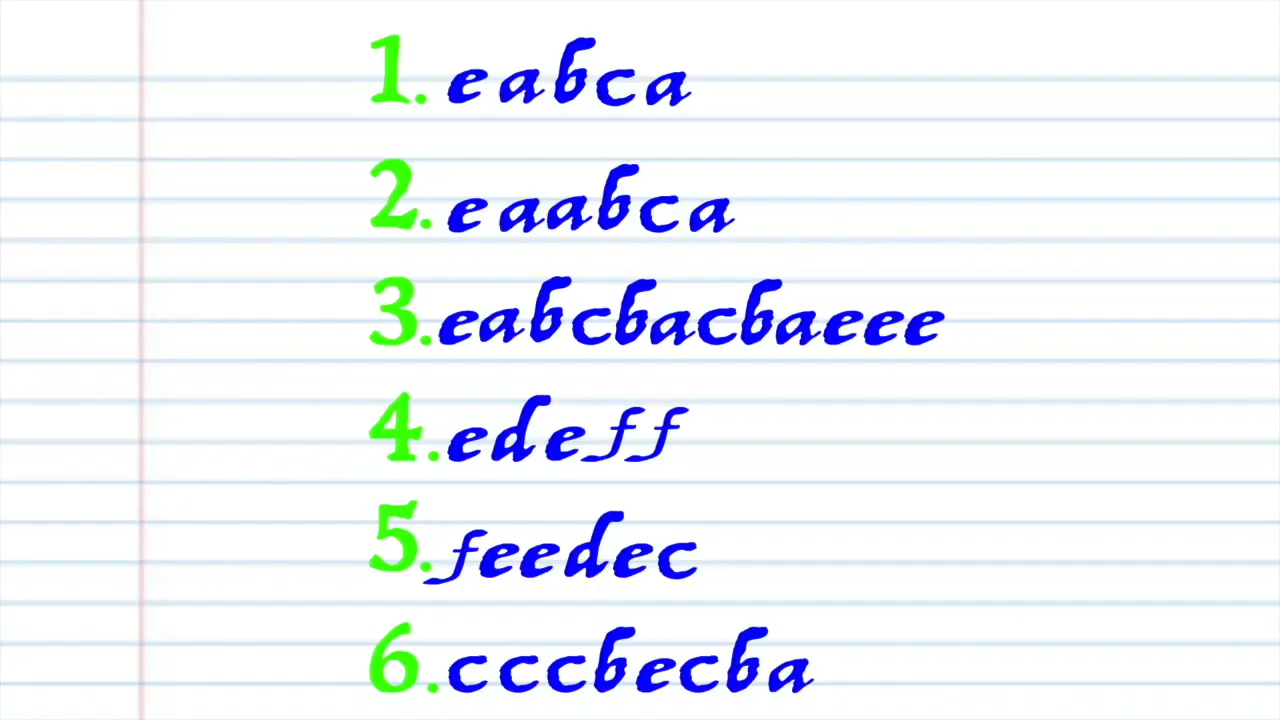 1. eabca
2. eaabca
3. eabcbacbaeee
4. edeff
5. feedec
6. cccbecba